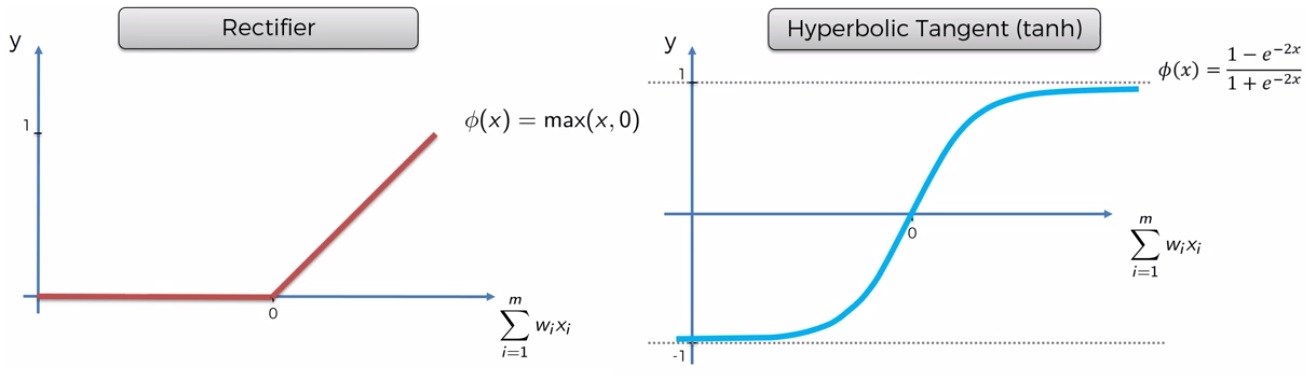 Rectifier
y
1
ϕ(x) = max(x, 0)
0
m
∑ wᵢxᵢ
i=1
Hyperbolic Tangent (tanh)
y
1
ϕ(x) = (1 − e^{−2x}) / (1 + e^{−2x})
0
m
∑ wᵢxᵢ
i=1
-1